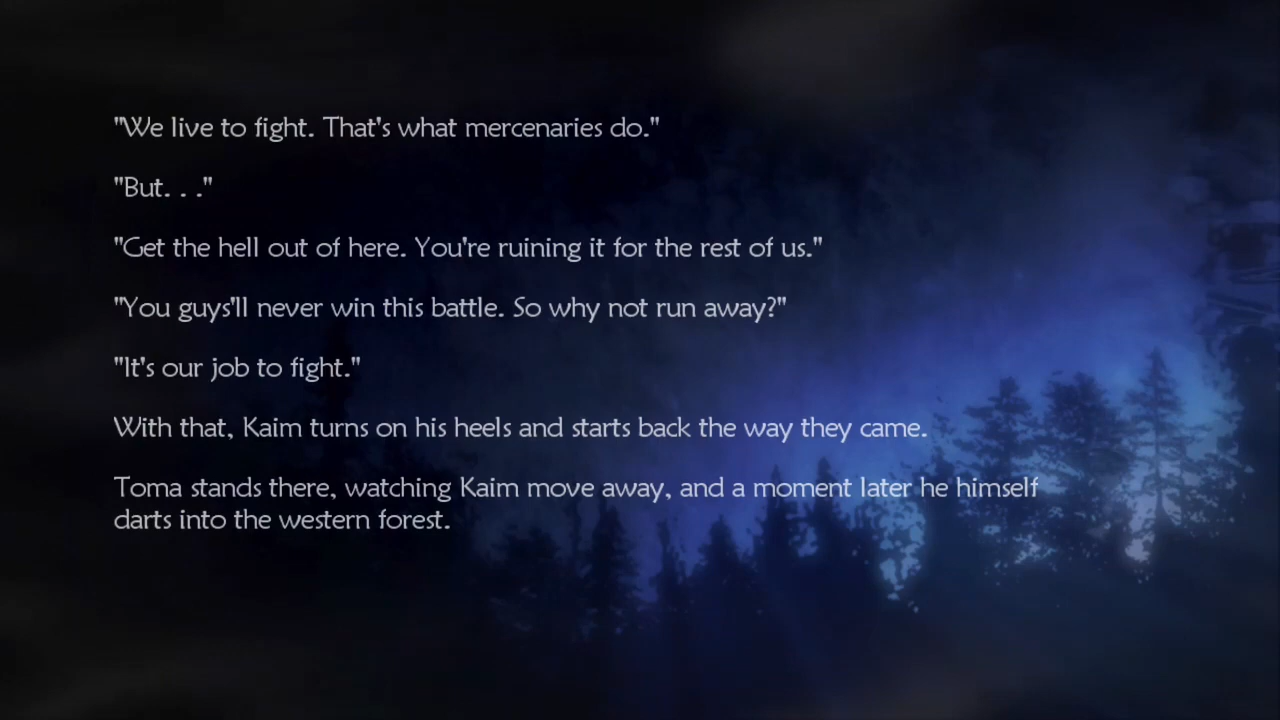 "We live to fight. That's what mercenaries do."
"But. . ."
"Get the hell out of here. You're ruining it for the rest of us."
"You guys'll never win this battle. So why not run away?"
"It's our job to fight."
With that, Kaim turns on his heels and starts back the way they came.
Toma stands there, watching Kaim move away, and a moment later he himself
darts into the western forest.